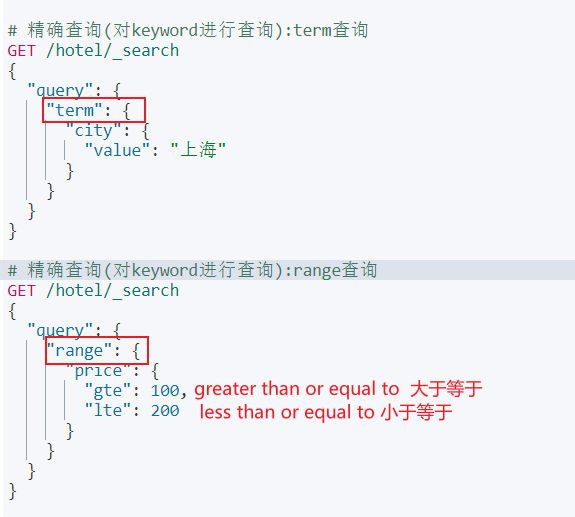 # 精确查询(对keyword进行查询):term查询
GET /hotel/_search
{
  "query": {
    "term": {
      "city": {
        "value": "上海"
      }
    }
  }
}
# 精确查询(对keyword进行查询):range查询
GET /hotel/_search
{
  "query": {
    "range": {
      "price": {
        "gte": 100, greater than or equal to 大于等于
        "lte": 200 less than or equal to 小于等于
      }
    }
  }
}